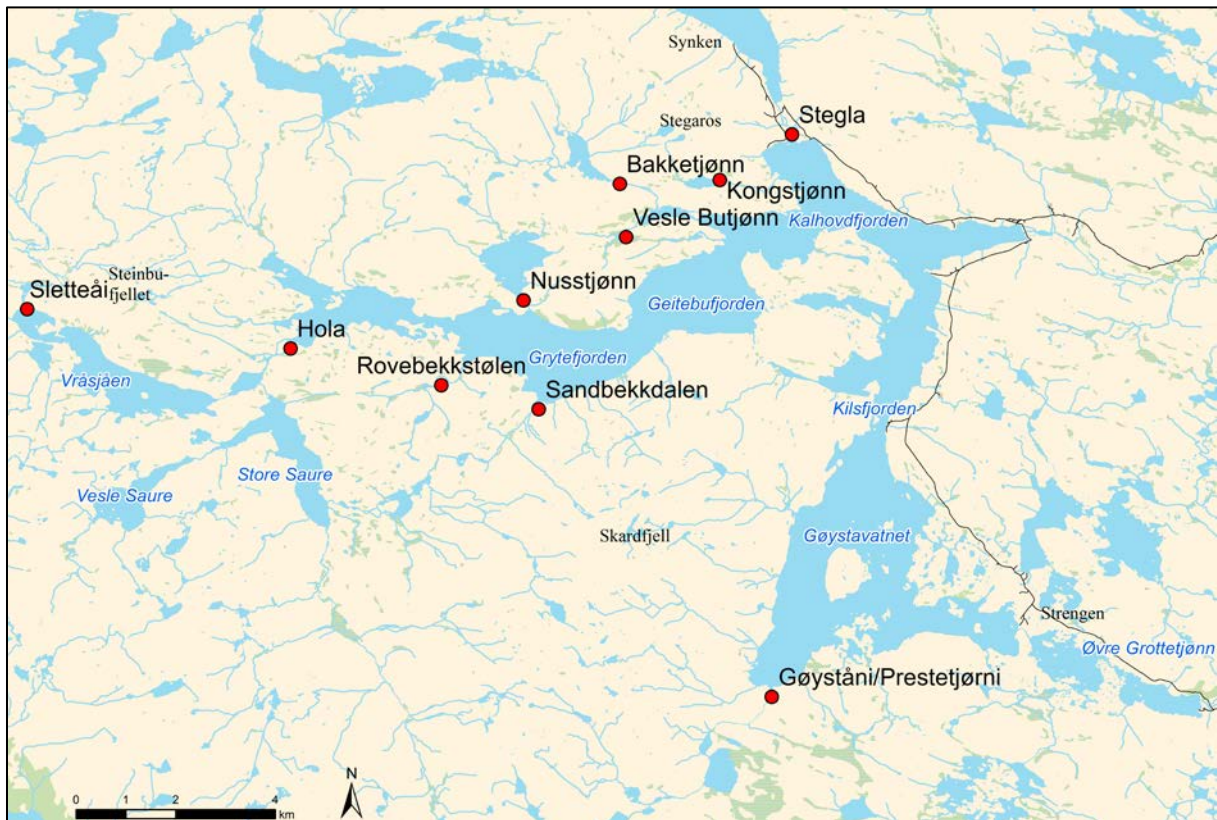 Synken
Stegla
Stegaros
Bakketjønn
Kongstjønn
Vesle Butjønn
Kalhovdfjorden
Steinbu-
fjellet
Sletteåi
Nusstjønn
Geitebufjorden
Hola
Grytefjorden
Rovebekkstølen
Vråsjåen
Sandbekkdalen
Kilsfjorden
Store Saure
Vesle Saure
Skardfjell
Gøystavatnet
Strengen
Øvre Grottetjønn
Gøyståni/Prestetjørni
N
0 1 2 4
km